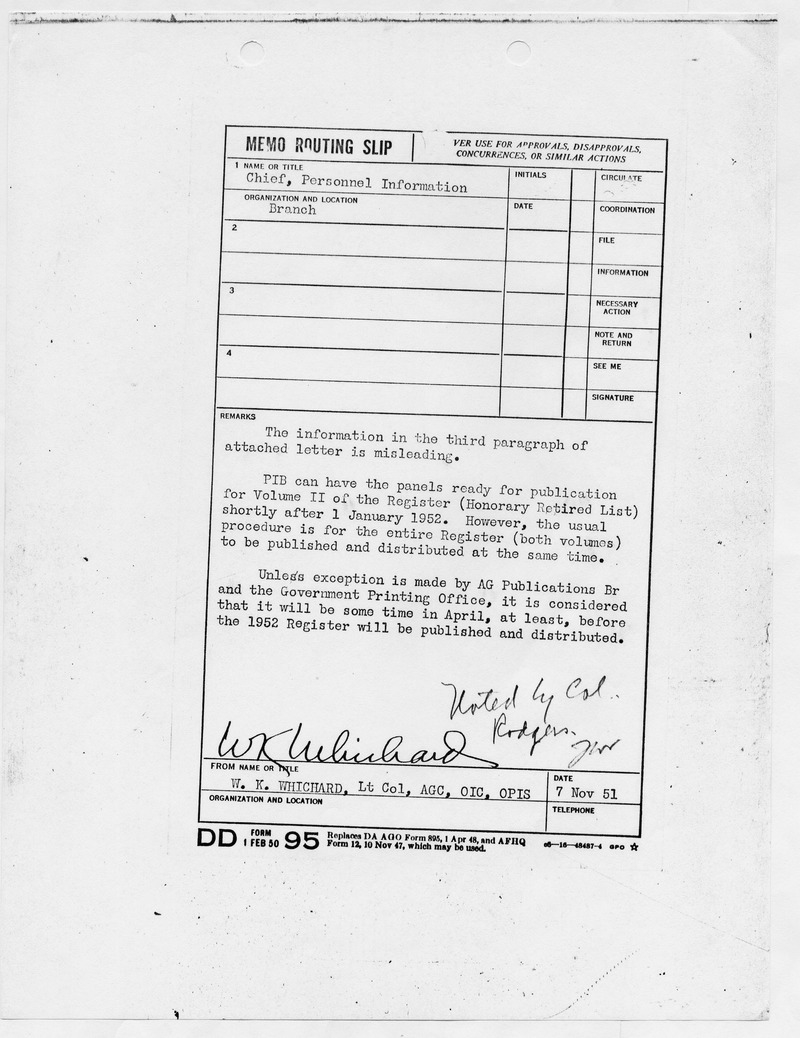 MEMO ROUTING SLIP
VER USE FOR APPROVALS, DISAPPROVALS,
CONCURRENCES, OR SIMILAR ACTIONS
1 NAME OR TITLE
Chief, Personnel Information
INITIALS
CIRCULATE
ORGANIZATION AND LOCATION
Branch
DATE
COORDINATION
2
FILE
INFORMATION
3
NECESSARY
ACTION
NOTE AND
RETURN
4
SEE ME
SIGNATURE
REMARKS
The information in the third paragraph of
attached letter is misleading.
PIB can have the panels ready for publication
for Volume II of the Register (Honorary Retired List)
shortly after 1 January 1952. However, the usual
procedure is for the entire Register (both volumes)
to be published and distributed at the same time.
Unless exception is made by AG Publications Br
and the Government Printing Office, it is considered
that it will be some time in April, at least, before
the 1952 Register will be published and distributed.
Noted by Col.
Rodgers
WK Whichard
FROM NAME OR TITLE
W. K. WHICHARD, Lt Col, AGC, OIC, OPIS
DATE
7 Nov 51
ORGANIZATION AND LOCATION
TELEPHONE
DD FORM 1 FEB 50 95 Replaces DA AGO Form 895, 1 Apr 48, and AFHQ
Form 12, 10 Nov 47, which may be used.
16—48487-4 GPO